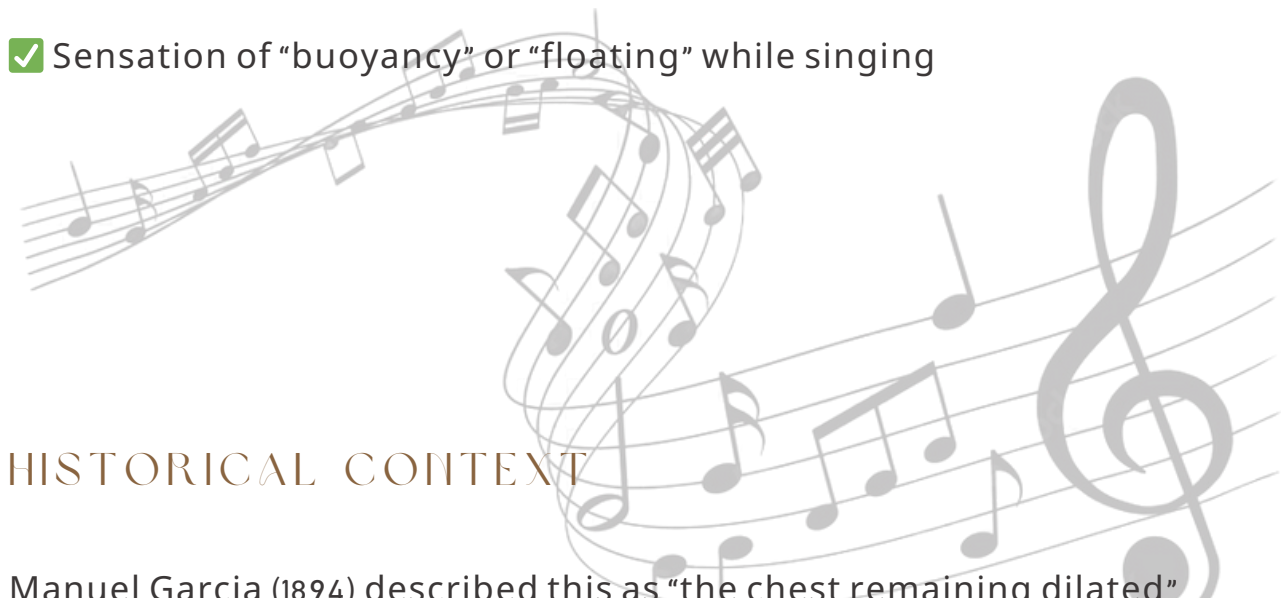 ✅ Sensation of “buoyancy” or “floating” while singing
HISTORICAL CONTEXT
Manuel Garcia (1894) described this as “the chest remaining dilated”